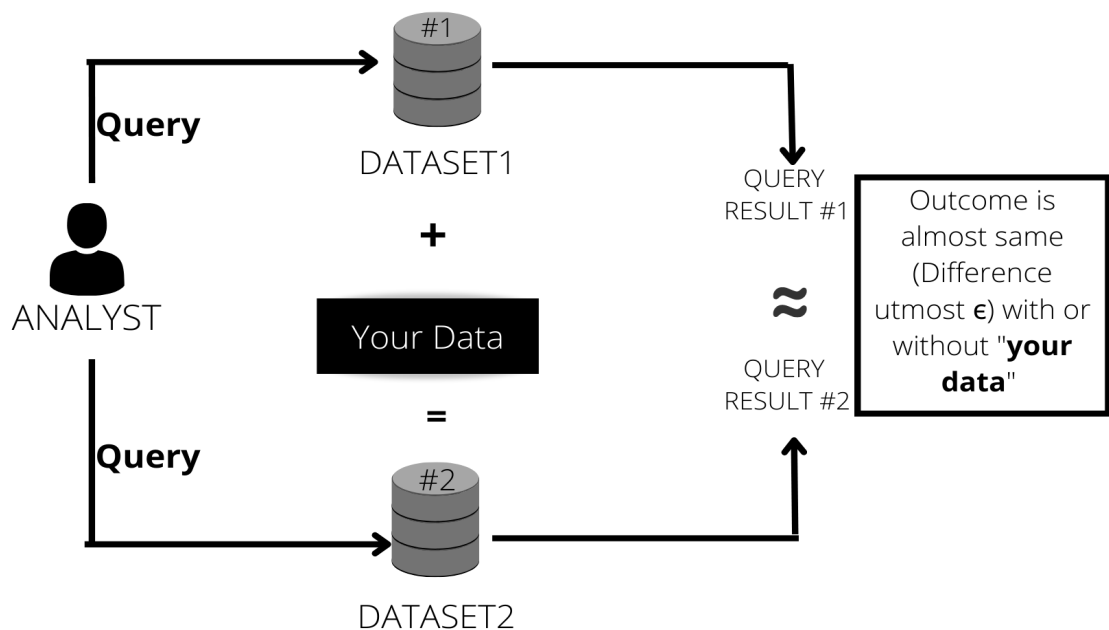 #1
Query
DATASET1
QUERY
RESULT #1
+
Your Data
=
≈
ANALYST
Outcome is
almost same
(Difference
utmost ϵ) with or
without "your
data"
QUERY
RESULT #2
Query
#2
DATASET2